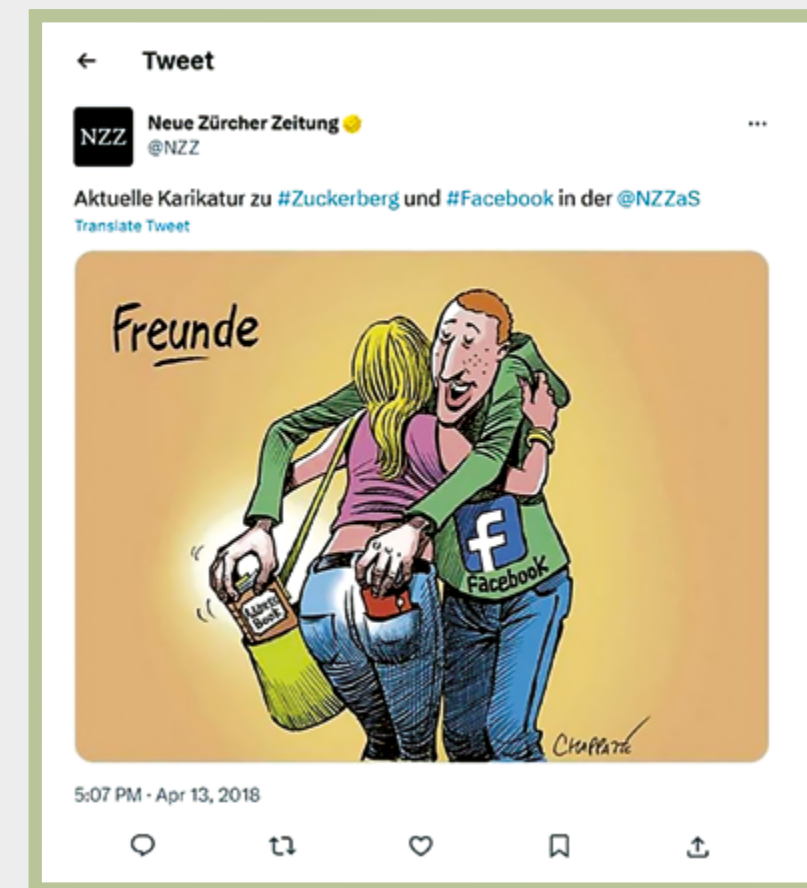 Tweet
NZZ
Neue Zürcher Zeitung
@NZZ
Aktuelle Karikatur zu #Zuckerberg und #Facebook in der @NZZaS
Translate Tweet
Freunde
Book
f
Facebook
CHAPPATTE
5:07 PM · Apr 13, 2018